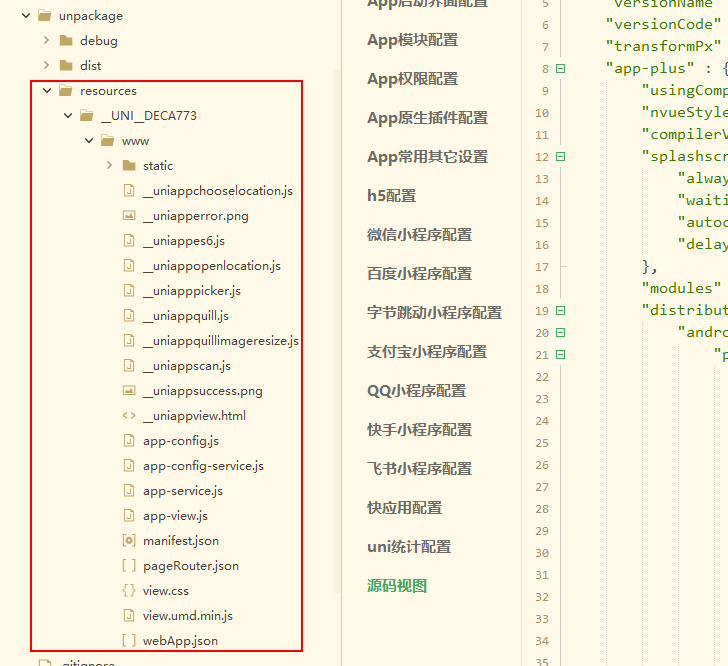 unpackage
debug
dist
resources
__UNI__DECA773
www
static
__uniappchooselocation.js
__uniapperror.png
__uniappes6.js
__uniappopenlocation.js
__uniapppicker.js
__uniappquill.js
__uniappquillimageresize.js
__uniappscan.js
__uniappsuccess.png
__uniappview.html
app-config.js
app-config-service.js
app-service.js
app-view.js
manifest.json
pageRouter.json
view.css
view.umd.min.js
webApp.json
.gitignore
App启动界面配置
App模块配置
App权限配置
App原生插件配置
App常用其它设置
h5配置
微信小程序配置
百度小程序配置
字节跳动小程序配置
支付宝小程序配置
QQ小程序配置
快手小程序配置
飞书小程序配置
快应用配置
uni统计配置
源码视图
5 "versionName"
6 "versionCode"
7 "transformPx"
8 "app-plus" : {
9 "usingComp
10 "nvueStyle
11 "compilerV
12 "splashscr
13 "alway
14 "waiti
15 "autoc
16 "delay
17 },
18 "modules"
19 "distribut
20 "andro
21 "p
22
23
24
25
26
27
28
29
30
31
32
33
34
35